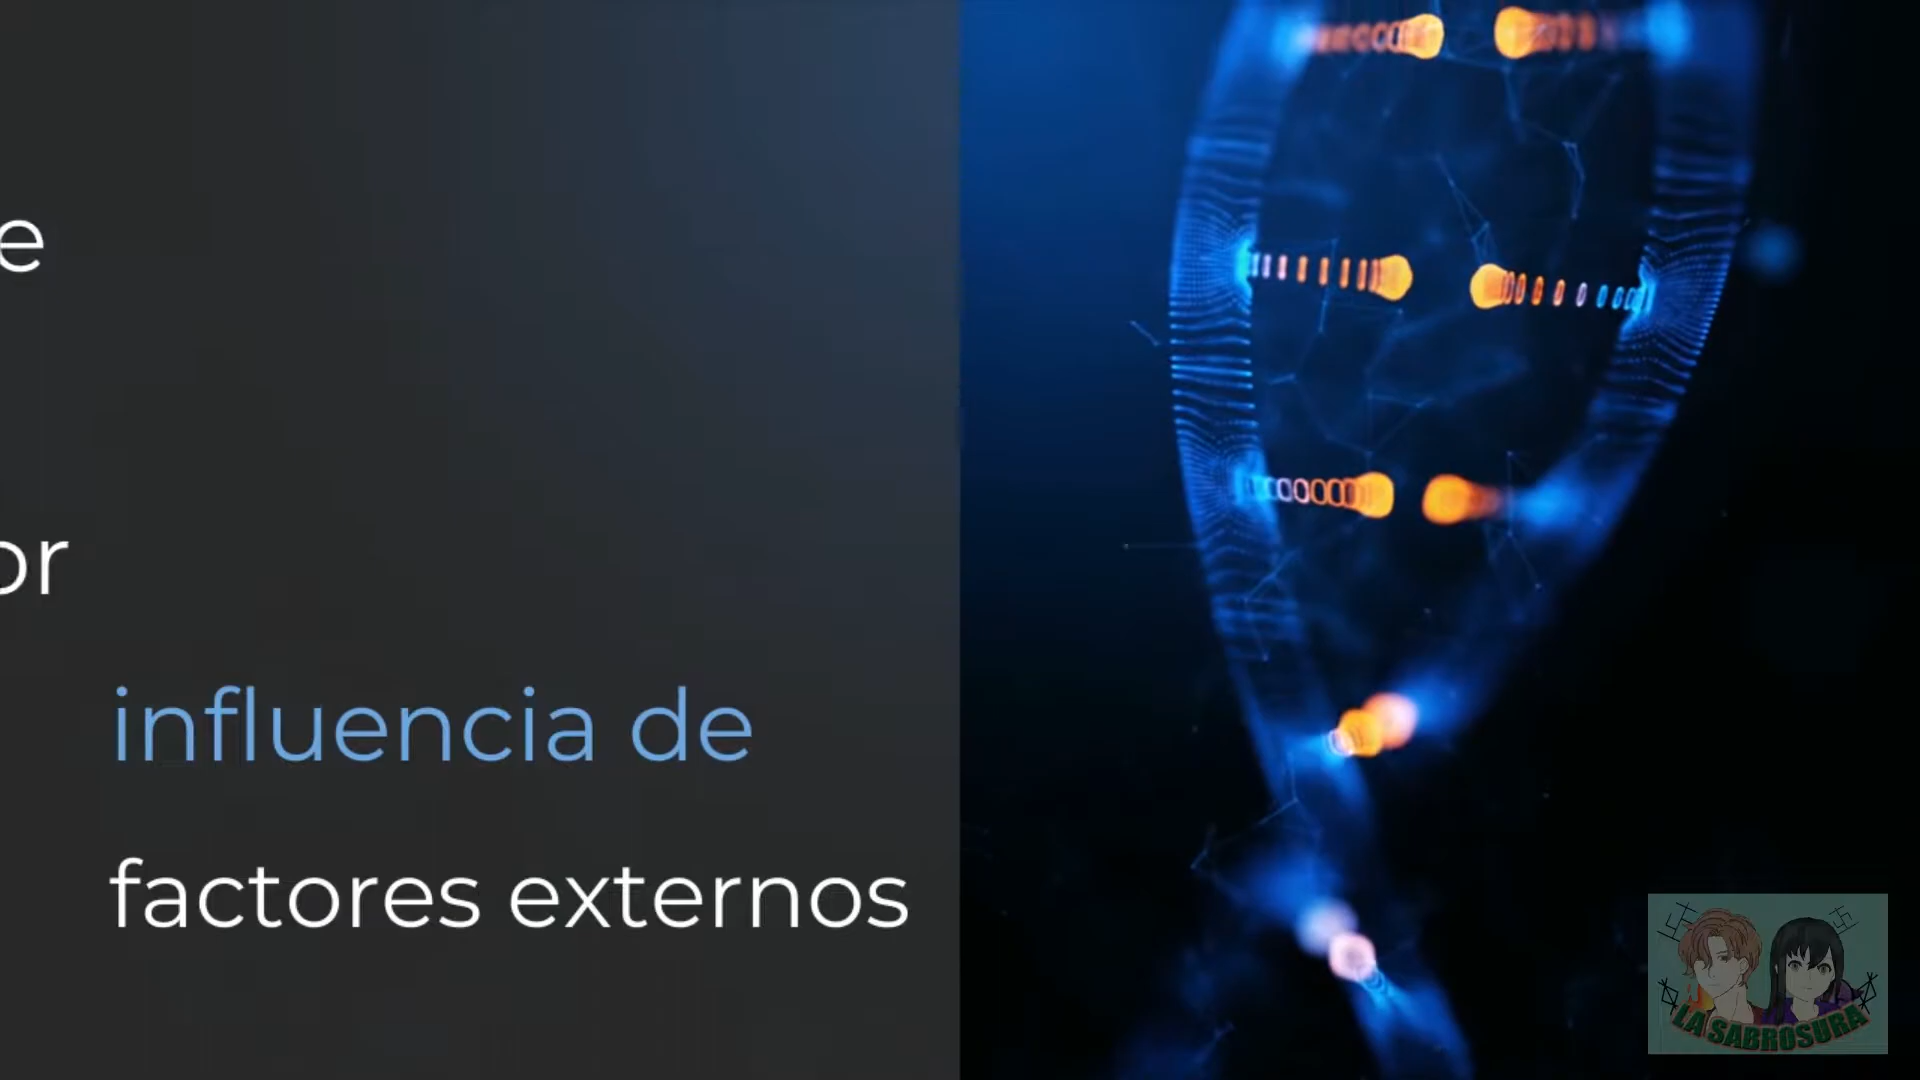 e
or
influencia de
factores externos
LA SABROSURA